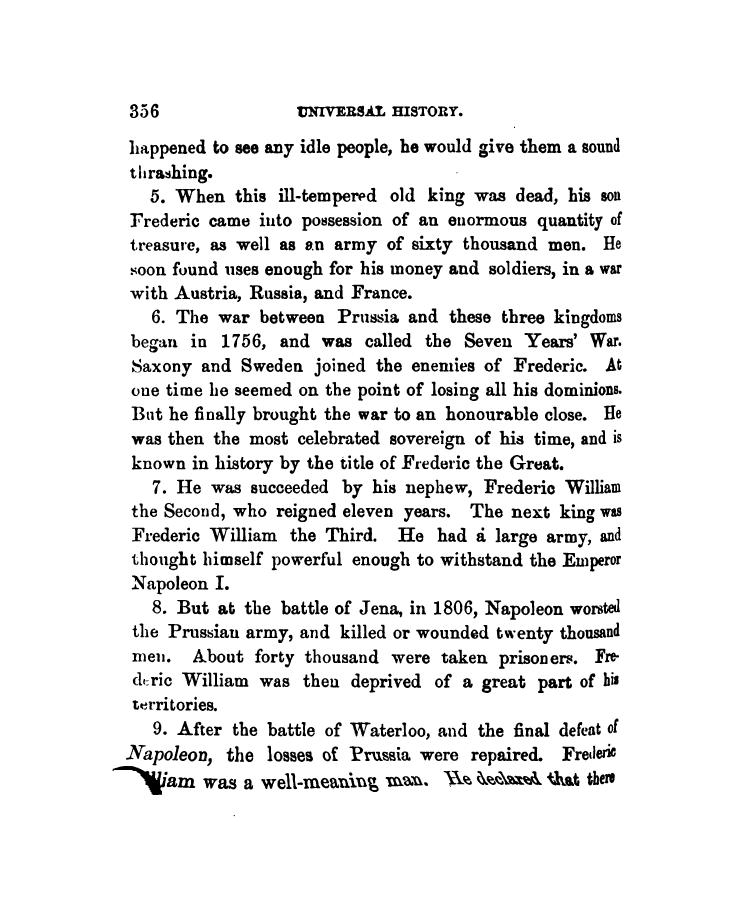 356 UNIVERSAL HISTORY.
happened to see any idle people, he would give them a sound
thrashing.
5. When this ill-tempered old king was dead, his son
Frederic came into possession of an enormous quantity of
treasure, as well as an army of sixty thousand men. He
soon found uses enough for his money and soldiers, in a war
with Austria, Russia, and France.
6. The war between Prussia and these three kingdoms
began in 1756, and was called the Seven Years' War.
Saxony and Sweden joined the enemies of Frederic. At
one time he seemed on the point of losing all his dominions.
But he finally brought the war to an honourable close. He
was then the most celebrated sovereign of his time, and is
known in history by the title of Frederic the Great.
7. He was succeeded by his nephew, Frederic William
the Second, who reigned eleven years. The next king was
Frederic William the Third. He had a large army, and
thought himself powerful enough to withstand the Emperor
Napoleon I.
8. But at the battle of Jena, in 1806, Napoleon worsted
the Prussian army, and killed or wounded twenty thousand
men. About forty thousand were taken prisoners. Fre-
deric William was then deprived of a great part of his
territories.
9. After the battle of Waterloo, and the final defeat of
Napoleon, the losses of Prussia were repaired. Frederic
William was a well-meaning man. He declared that there